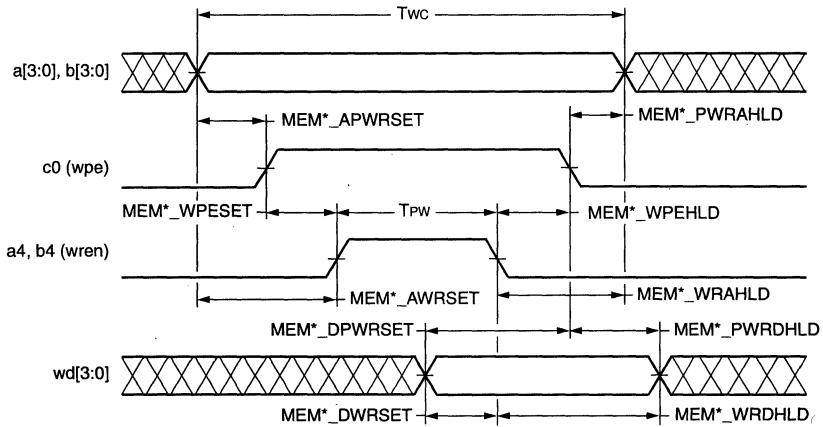 TWC
a[3:0], b[3:0]
MEM*_APWRSET
MEM*_PWRAHLD
c0 (wpe)
MEM*_WPESET
TPW
MEM*_WPEHLD
a4, b4 (wren)
MEM*_AWRSET
MEM*_WRAHLD
MEM*_DPWRSET
MEM*_PWRDHLD
wd[3:0]
MEM*_DWRSET
MEM*_WRDHLD